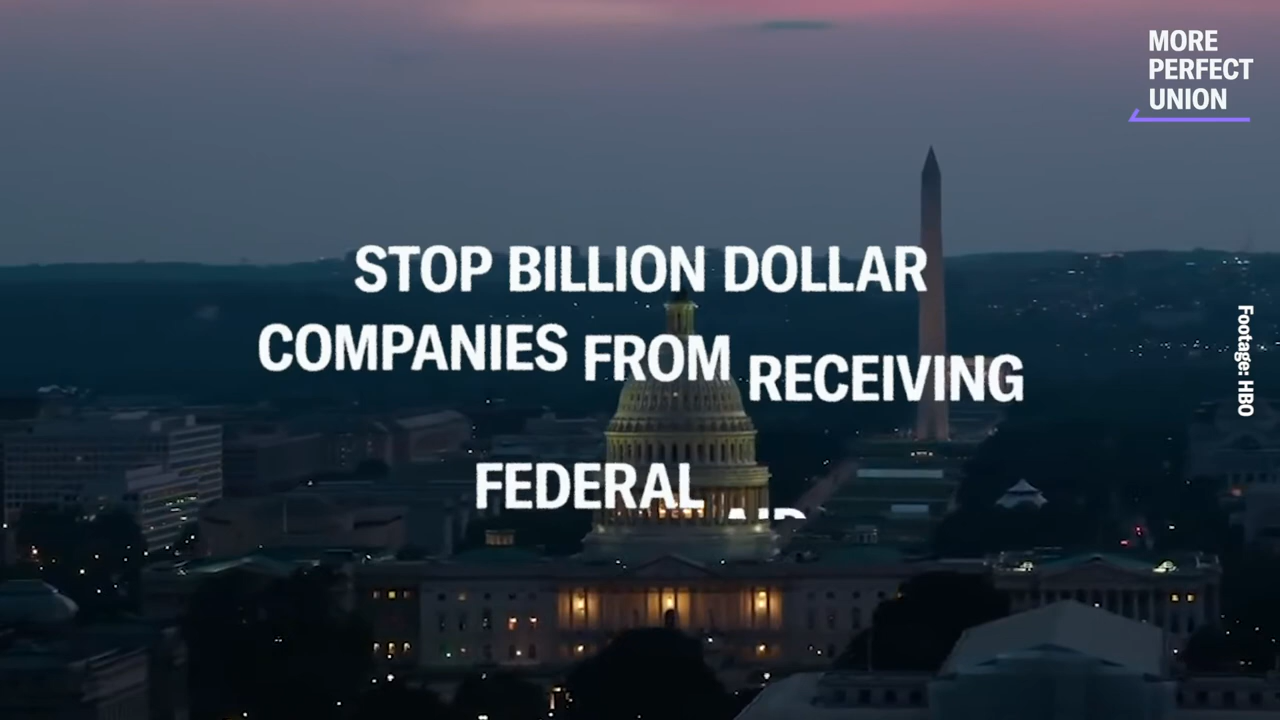 MORE
PERFECT
UNION
STOP BILLION DOLLAR
COMPANIES FROM RECEIVING
FEDERAL
Footage: HBO